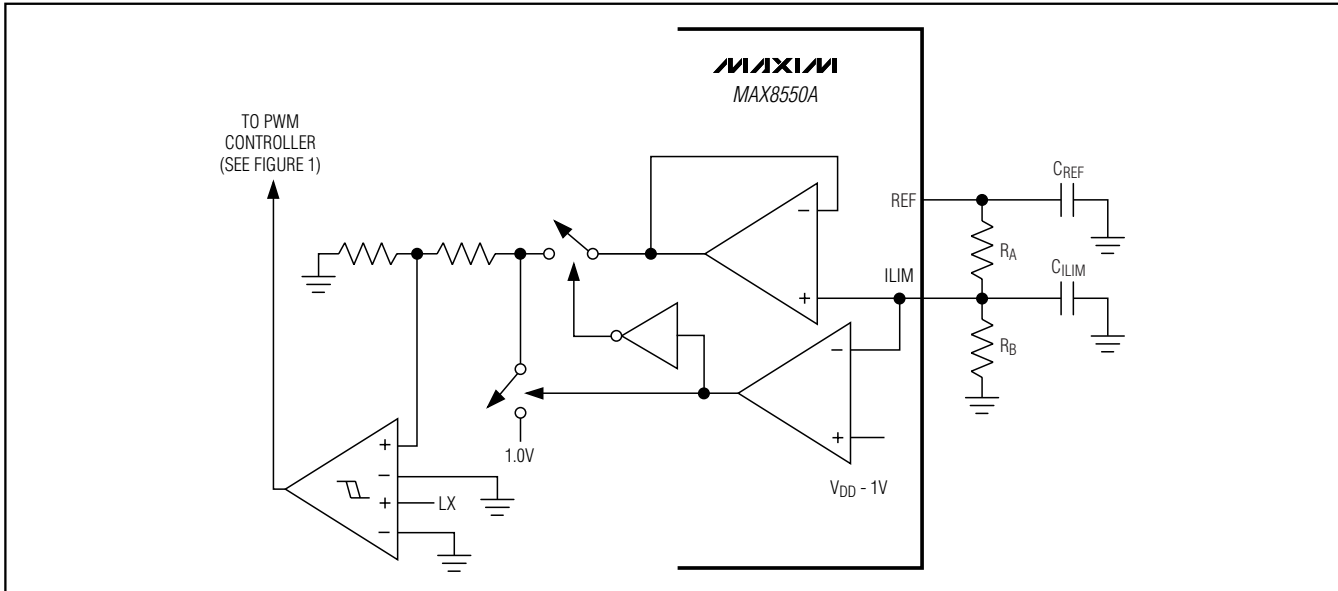 MAXIM
MAX8550A
TO PWM
CONTROLLER
(SEE FIGURE 1)
REF
CREF
RA
ILIM
CILIM
RB
−
+
−
+
1.0V
VDD - 1V
+
−
+
−
LX